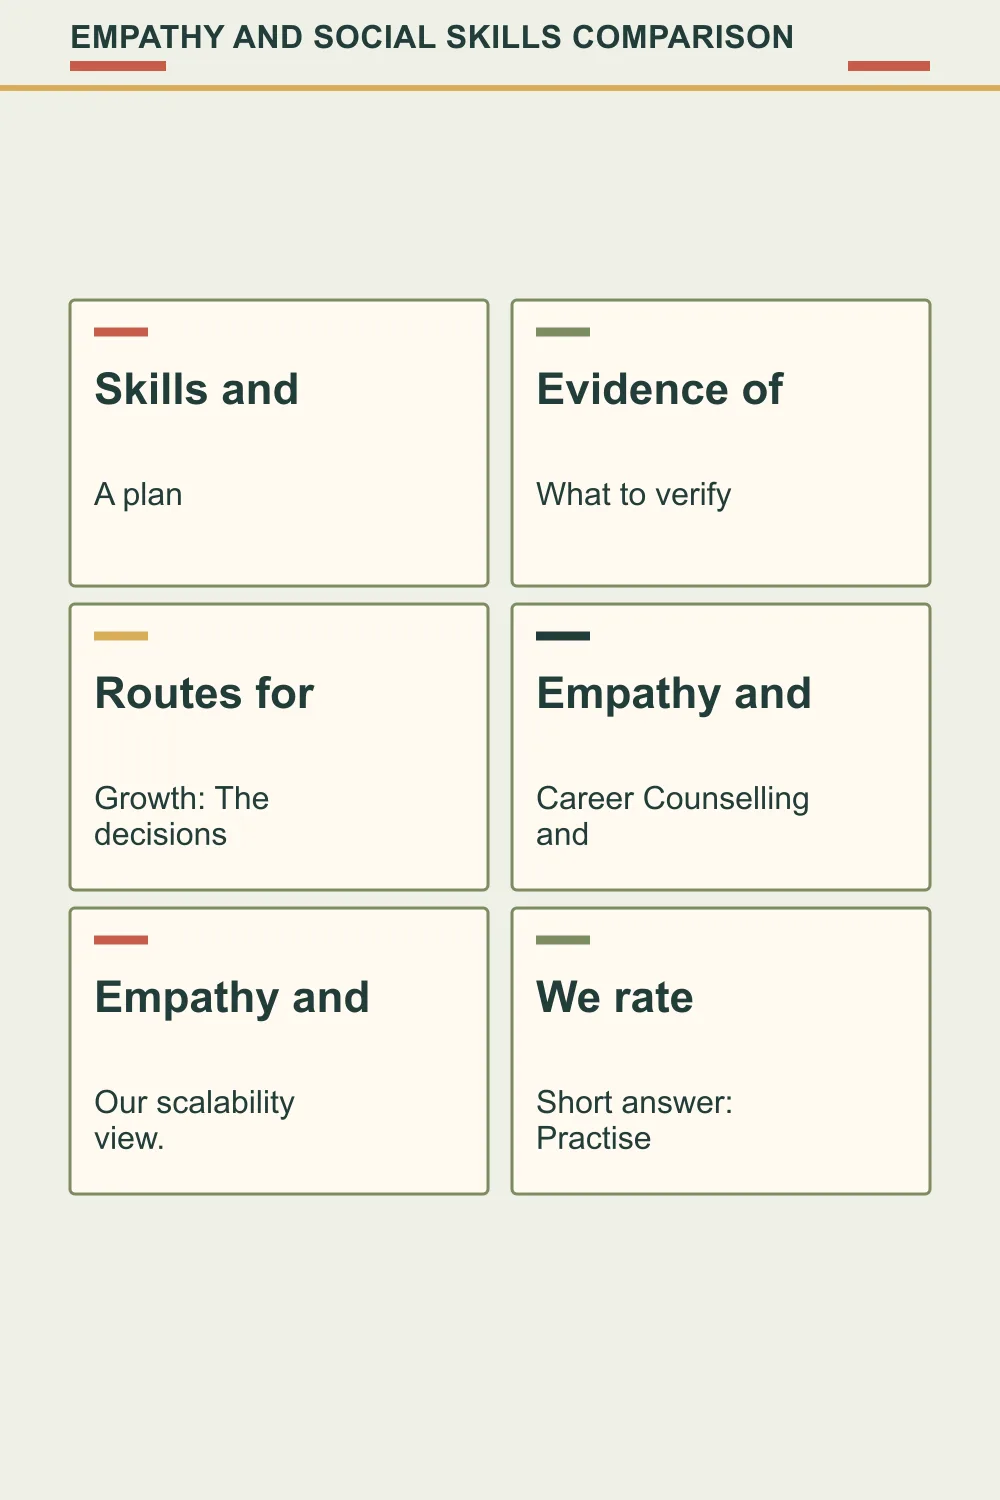 EMPATHY AND SOCIAL SKILLS COMPARISON
Skills and
A plan
Evidence of
What to verify
Routes for
Growth: The
decisions
Empathy and
Career Counselling
and
Empathy and
Our scalability
view.
We rate
Short answer:
Practise